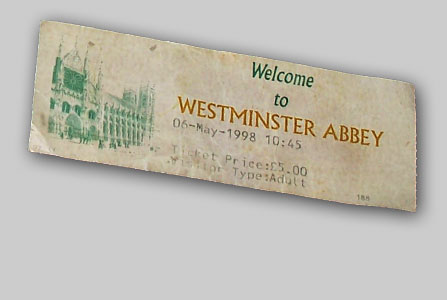 Welcome
to
WESTMINSTER ABBEY
06-May-1998 10:45
Ticket Price:£5.00
Visitor Type:Adult
188